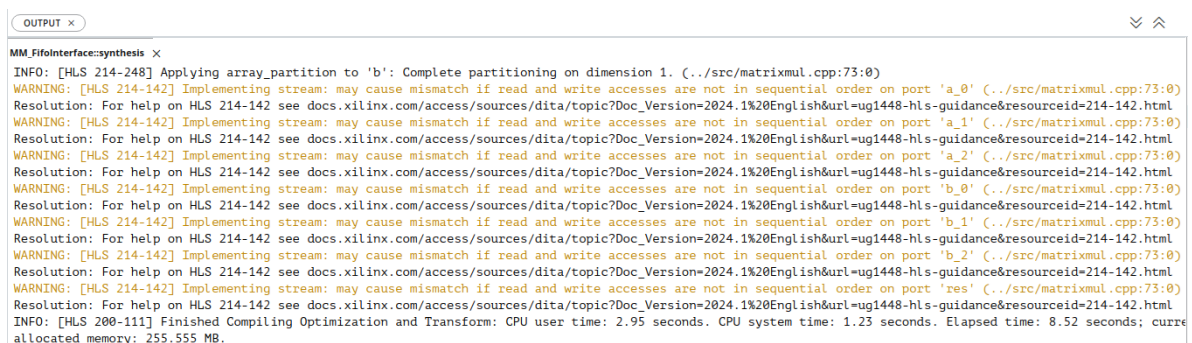 OUTPUT ×
MM_FifoInterface::synthesis ×
INFO: [HLS 214-248] Applying array_partition to 'b': Complete partitioning on dimension 1. (../src/matrixmul.cpp:73:0)
WARNING: [HLS 214-142] Implementing stream: may cause mismatch if read and write accesses are not in sequential order on port 'a_0' (../src/matrixmul.cpp:73:0)
Resolution: For help on HLS 214-142 see docs.xilinx.com/access/sources/dita/topic?Doc_Version=2024.1%20English&url=ug1448-hls-guidance&resourceid=214-142.html
WARNING: [HLS 214-142] Implementing stream: may cause mismatch if read and write accesses are not in sequential order on port 'a_1' (../src/matrixmul.cpp:73:0)
Resolution: For help on HLS 214-142 see docs.xilinx.com/access/sources/dita/topic?Doc_Version=2024.1%20English&url=ug1448-hls-guidance&resourceid=214-142.html
WARNING: [HLS 214-142] Implementing stream: may cause mismatch if read and write accesses are not in sequential order on port 'a_2' (../src/matrixmul.cpp:73:0)
Resolution: For help on HLS 214-142 see docs.xilinx.com/access/sources/dita/topic?Doc_Version=2024.1%20English&url=ug1448-hls-guidance&resourceid=214-142.html
WARNING: [HLS 214-142] Implementing stream: may cause mismatch if read and write accesses are not in sequential order on port 'b_0' (../src/matrixmul.cpp:73:0)
Resolution: For help on HLS 214-142 see docs.xilinx.com/access/sources/dita/topic?Doc_Version=2024.1%20English&url=ug1448-hls-guidance&resourceid=214-142.html
WARNING: [HLS 214-142] Implementing stream: may cause mismatch if read and write accesses are not in sequential order on port 'b_1' (../src/matrixmul.cpp:73:0)
Resolution: For help on HLS 214-142 see docs.xilinx.com/access/sources/dita/topic?Doc_Version=2024.1%20English&url=ug1448-hls-guidance&resourceid=214-142.html
WARNING: [HLS 214-142] Implementing stream: may cause mismatch if read and write accesses are not in sequential order on port 'b_2' (../src/matrixmul.cpp:73:0)
Resolution: For help on HLS 214-142 see docs.xilinx.com/access/sources/dita/topic?Doc_Version=2024.1%20English&url=ug1448-hls-guidance&resourceid=214-142.html
WARNING: [HLS 214-142] Implementing stream: may cause mismatch if read and write accesses are not in sequential order on port 'res' (../src/matrixmul.cpp:73:0)
Resolution: For help on HLS 214-142 see docs.xilinx.com/access/sources/dita/topic?Doc_Version=2024.1%20English&url=ug1448-hls-guidance&resourceid=214-142.html
INFO: [HLS 200-111] Finished Compiling Optimization and Transform: CPU user time: 2.95 seconds. CPU system time: 1.23 seconds. Elapsed time: 8.52 seconds; curre
allocated memory: 255.555 MB.